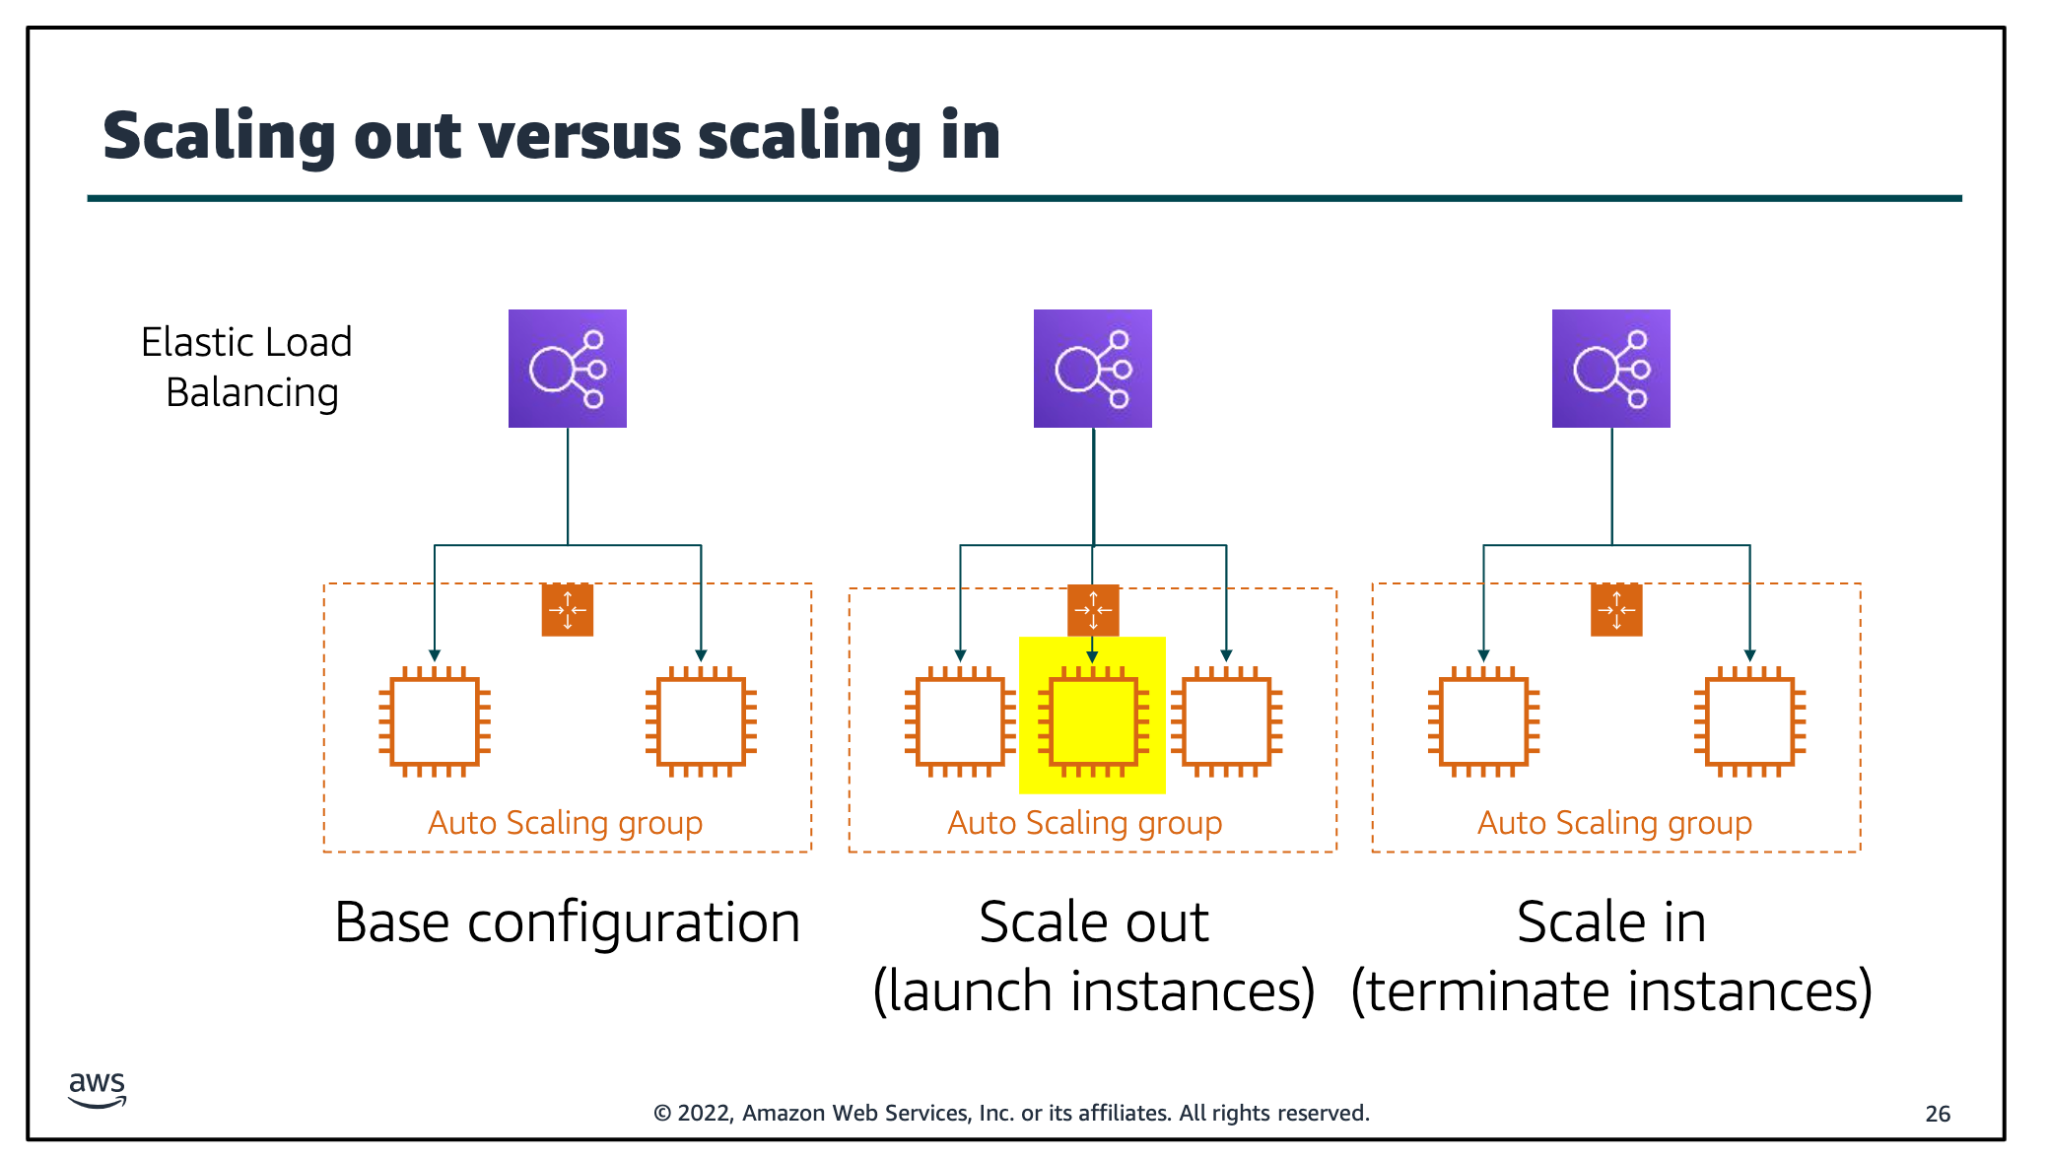 Scaling out versus scaling in
Elastic Load
Balancing
Auto Scaling group
Auto Scaling group
Auto Scaling group
Base configuration
Scale out
(launch instances)
Scale in
(terminate instances)
aws
© 2022, Amazon Web Services, Inc. or its affiliates. All rights reserved.
26